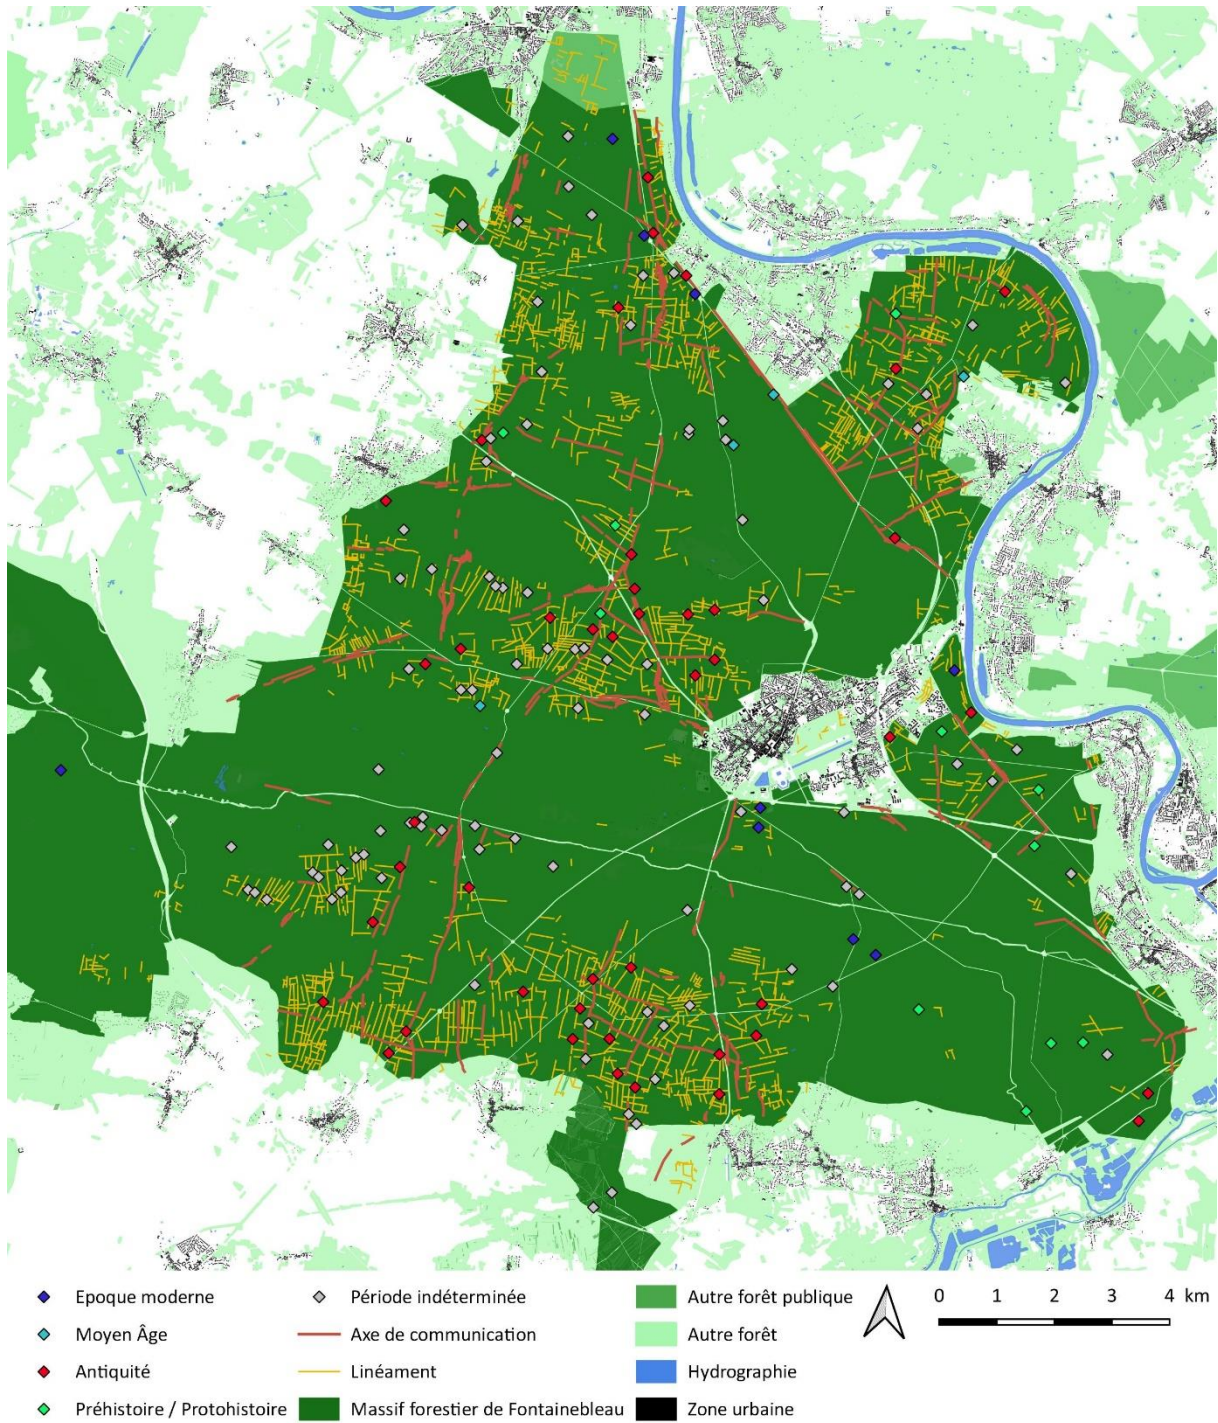 Epoque moderne
Moyen Âge
Antiquité
Préhistoire / Protohistoire
Période indéterminée
Axe de communication
Linéament
Massif forestier de Fontainebleau
Autre forêt publique
Autre forêt
Hydrographie
Zone urbaine
0 1 2 3 4 km